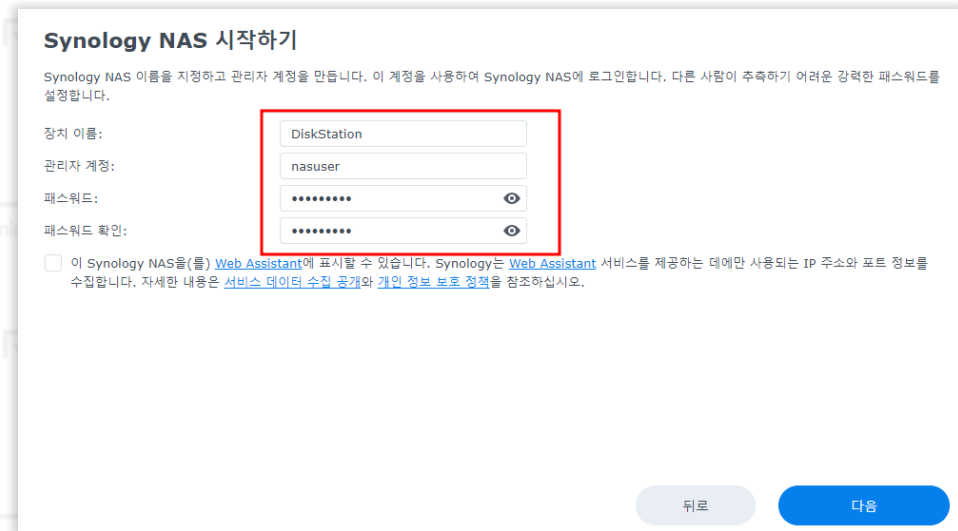 Synology NAS 시작하기
Synology NAS 이름을 지정하고 관리자 계정을 만듭니다. 이 계정을 사용하여 Synology NAS에 로그인합니다. 다른 사람이 추측하기 어려운 강력한 패스워드를
설정합니다.
장치 이름:
DiskStation
관리자 계정:
nasuser
패스워드:
•••••••••
패스워드 확인:
•••••••••
이 Synology NAS을(를) Web Assistant에 표시할 수 있습니다. Synology는 Web Assistant 서비스를 제공하는 데에만 사용되는 IP 주소와 포트 정보를
수집합니다. 자세한 내용은 서비스 데이터 수집 공개와 개인 정보 보호 정책을 참조하십시오.
뒤로
다음